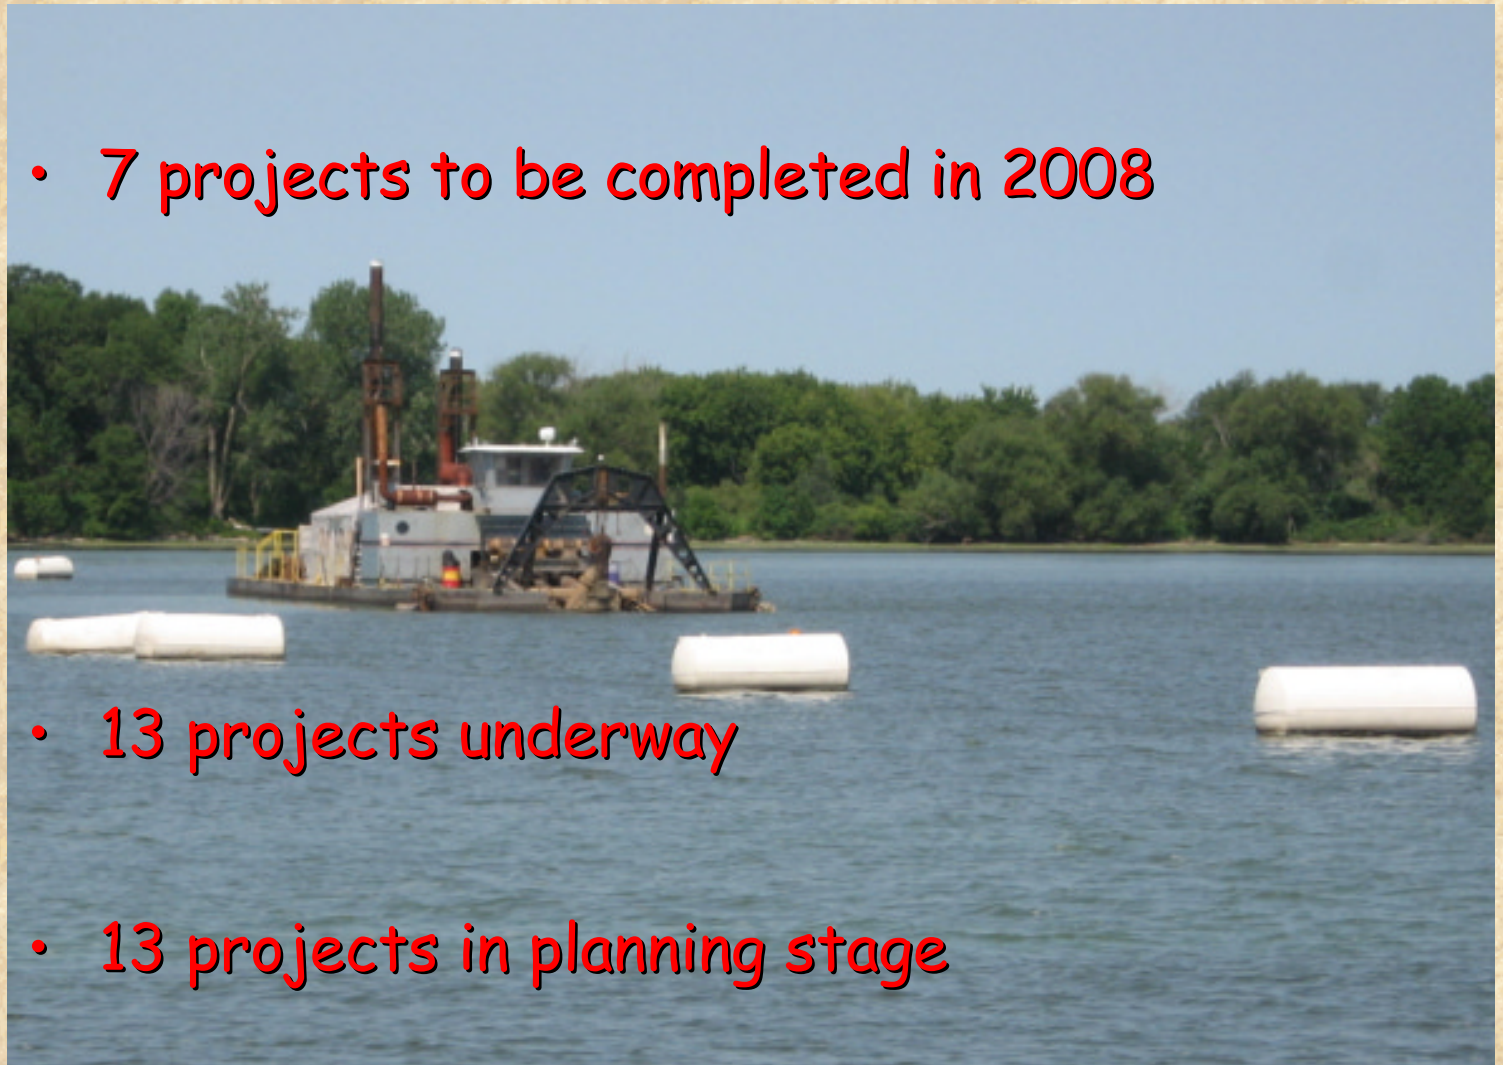 • 7 projects to be completed in 2008
• 13 projects underway
• 13 projects in planning stage